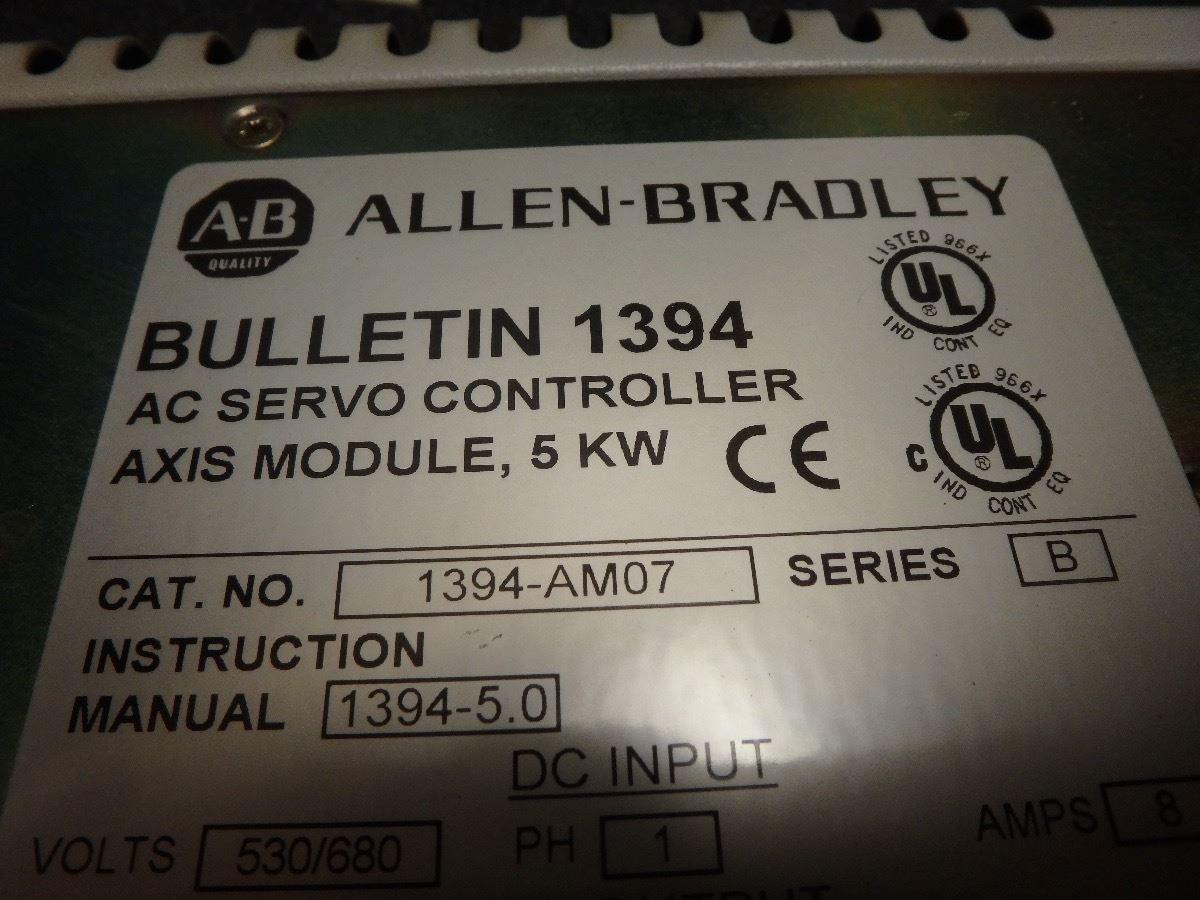 A-B
QUALITY
ALLEN-BRADLEY
LISTED 966X
UL
®
IND CONT EQ
BULLETIN 1394
AC SERVO CONTROLLER
AXIS MODULE, 5 KW
CE
LISTED 966X
C UL
®
IND CONT EQ
CAT. NO. 1394-AM07 SERIES B
INSTRUCTION
MANUAL 1394-5.0
DC INPUT
VOLTS 530/680 PH 1 AMPS 8